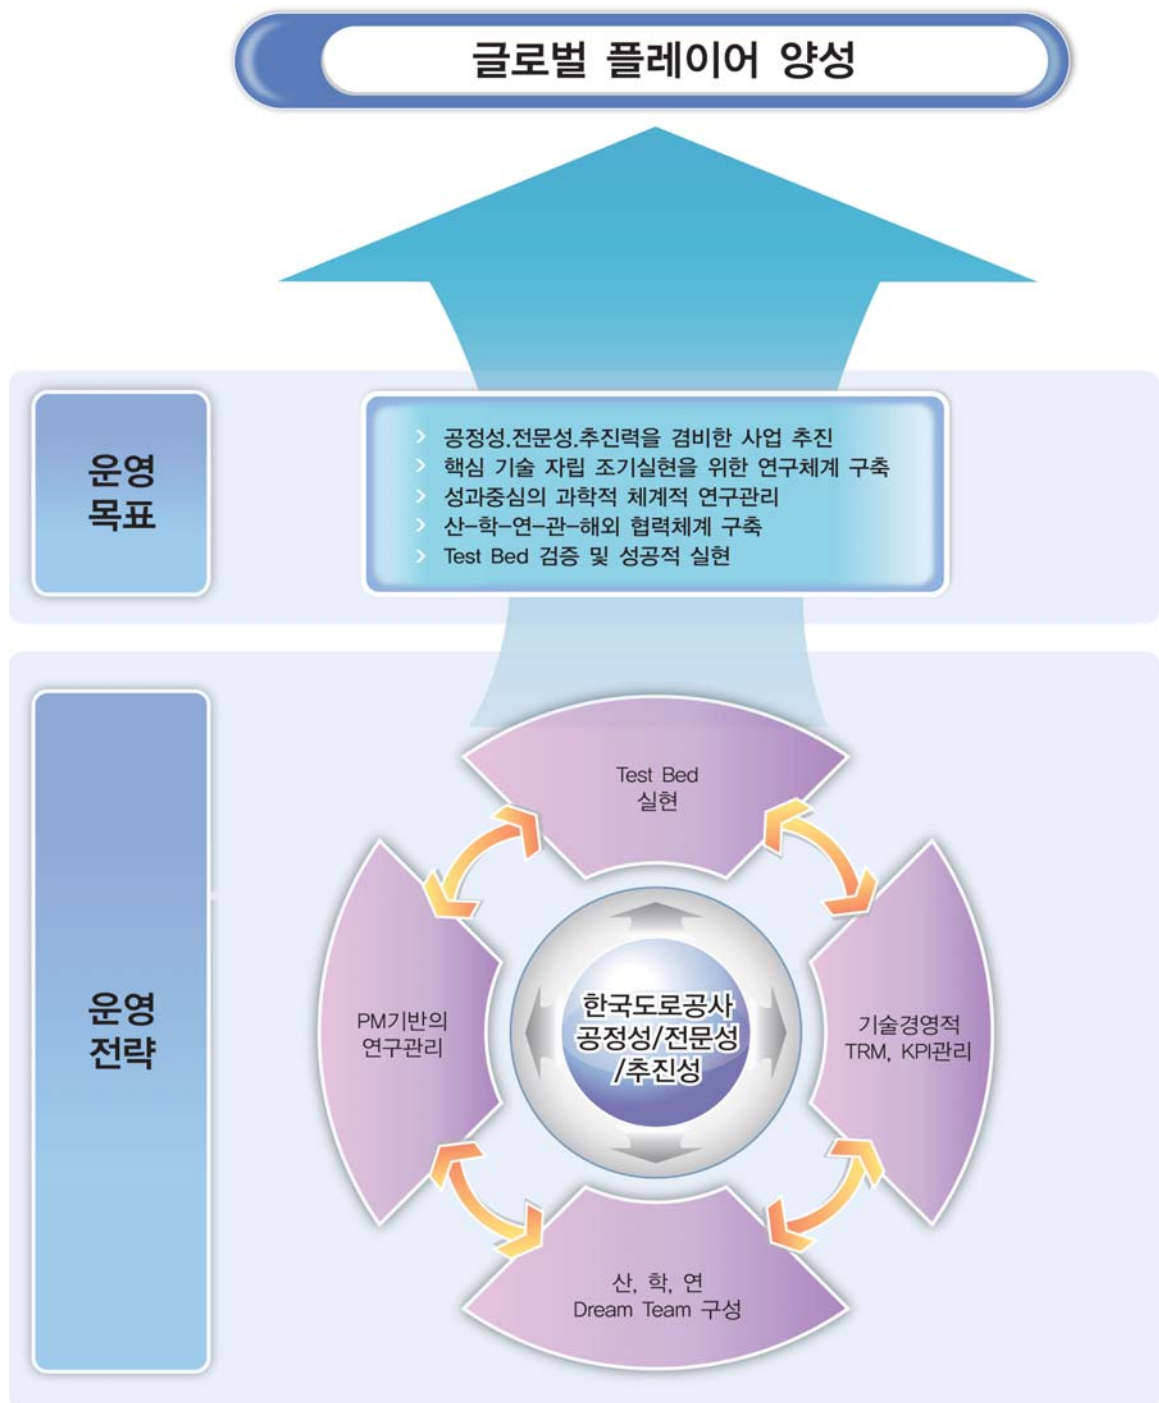 글로벌 플레이어 양성
운영
목표
> 공정성.전문성.추진력을 겸비한 사업 추진
> 핵심 기술 자립 조기실현을 위한 연구체계 구축
> 성과중심의 과학적 체계적 연구관리
> 산-학-연-관-해외 협력체계 구축
> Test Bed 검증 및 성공적 실현
운영
전략
Test Bed
실현
PM기반의
연구관리
한국도로공사
공정성/전문성
/추진성
기술경영적
TRM, KPI관리
산, 학, 연
Dream Team 구성